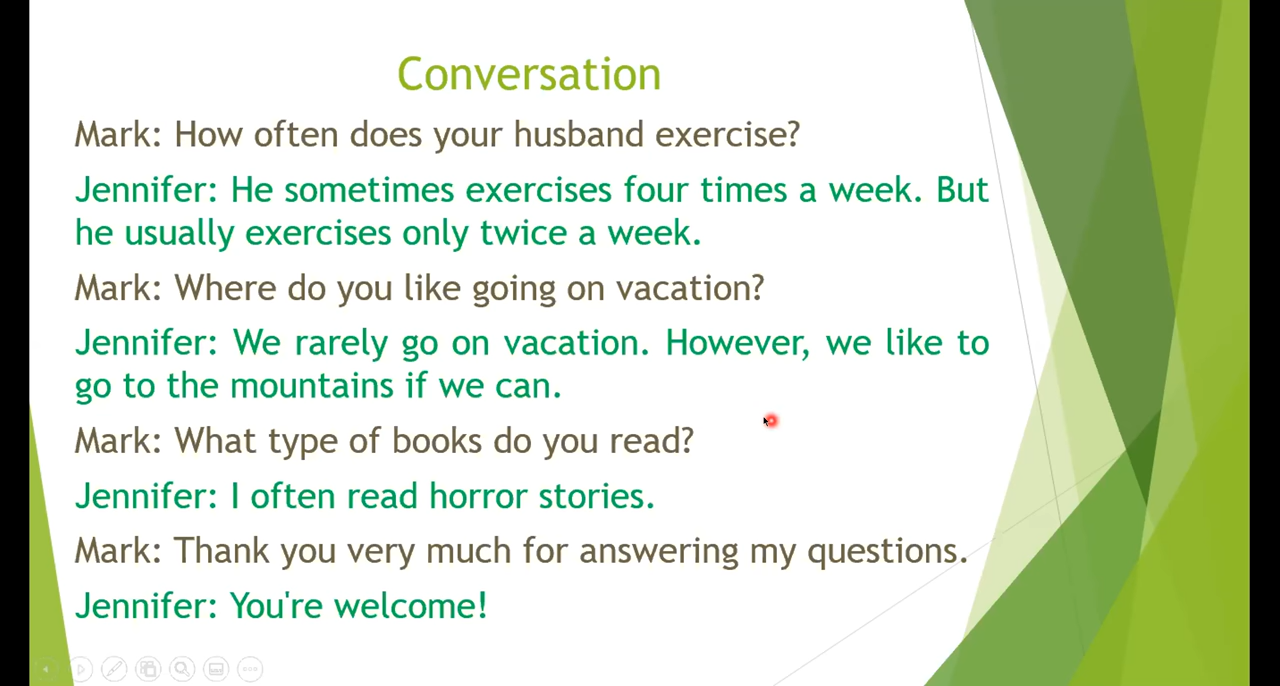 Conversation
Mark: How often does your husband exercise?
Jennifer: He sometimes exercises four times a week. But
he usually exercises only twice a week.
Mark: Where do you like going on vacation?
Jennifer: We rarely go on vacation. However, we like to
go to the mountains if we can.
Mark: What type of books do you read?
Jennifer: I often read horror stories.
Mark: Thank you very much for answering my questions.
Jennifer: You're welcome!